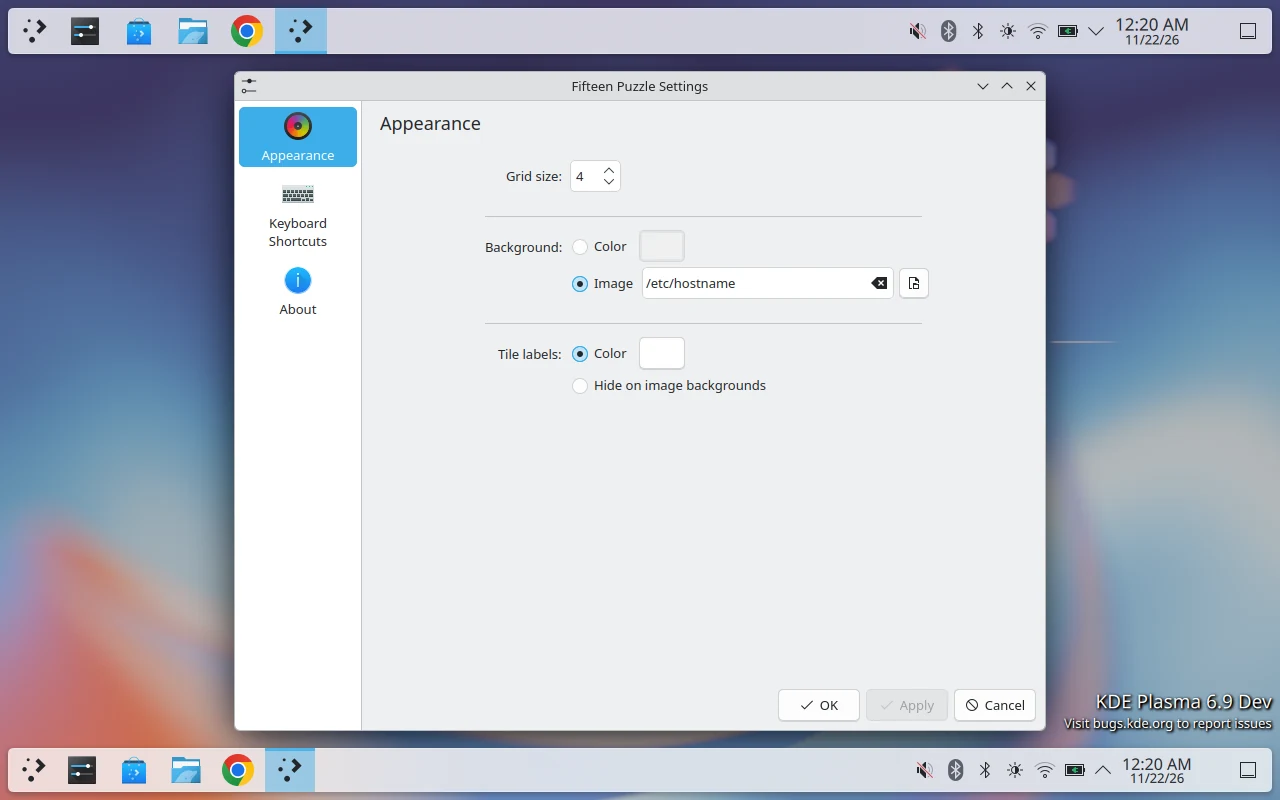 12:20 AM
11/22/26
Fifteen Puzzle Settings
Appearance
Keyboard
Shortcuts
About
Appearance
Grid size: 4
Background: Color
Image /etc/hostname
Tile labels: Color
Hide on image backgrounds
OK Apply Cancel
KDE Plasma 6.9 Dev
Visit bugs.kde.org to report issues
12:20 AM
11/22/26